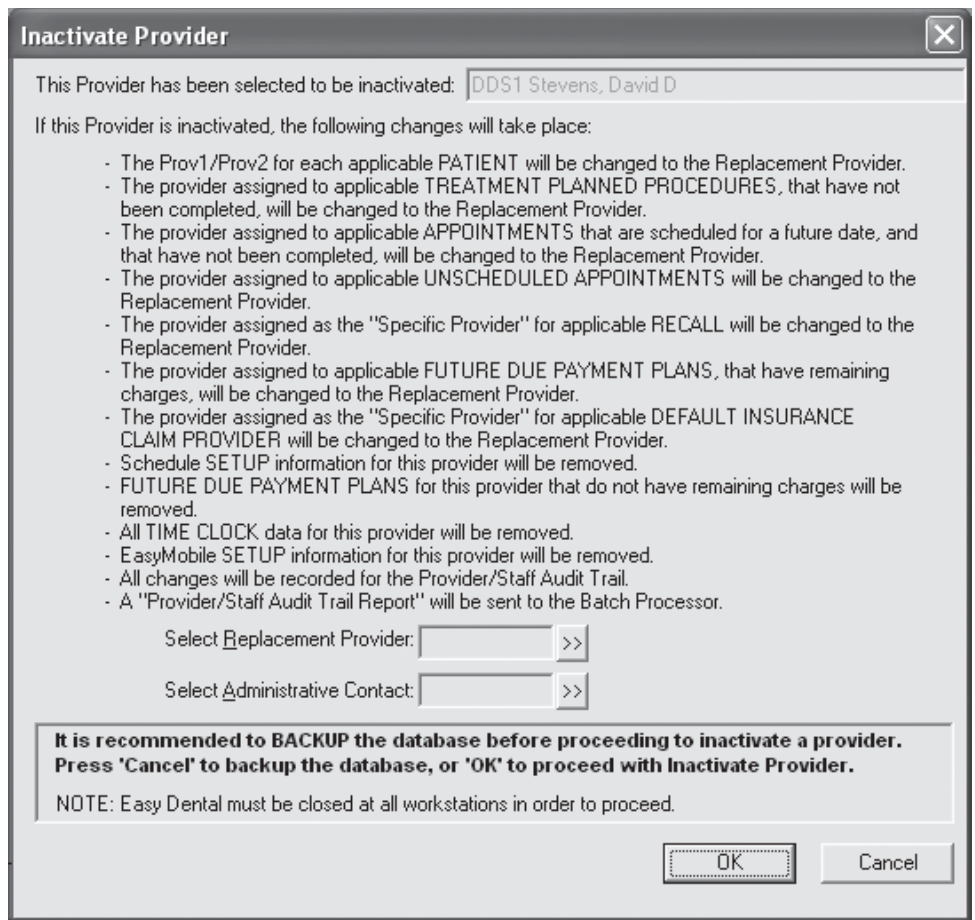 Inactivate Provider
This Provider has been selected to be inactivated: DDS1 Stevens, David D
If this Provider is inactivated, the following changes will take place:
- The Prov1/Prov2 for each applicable PATIENT will be changed to the Replacement Provider.
- The provider assigned to applicable TREATMENT PLANNED PROCEDURES, that have not
been completed, will be changed to the Replacement Provider.
- The provider assigned to applicable APPOINTMENTS that are scheduled for a future date, and
that have not been completed, will be changed to the Replacement Provider.
- The provider assigned to applicable UNSCHEDULED APPOINTMENTS will be changed to the
Replacement Provider.
- The provider assigned as the "Specific Provider" for applicable RECALL will be changed to the
Replacement Provider.
- The provider assigned to applicable FUTURE DUE PAYMENT PLANS, that have remaining
charges, will be changed to the Replacement Provider.
- The provider assigned as the "Specific Provider" for applicable DEFAULT INSURANCE
CLAIM PROVIDER will be changed to the Replacement Provider.
- Schedule SETUP information for this provider will be removed.
- FUTURE DUE PAYMENT PLANS for this provider that do not have remaining charges will be
removed.
- All TIME CLOCK data for this provider will be removed.
- EasyMobile SETUP information for this provider will be removed.
- All changes will be recorded for the Provider/Staff Audit Trail.
- A "Provider/Staff Audit Trail Report" will be sent to the Batch Processor.
Select Replacement Provider: >>
Select Administrative Contact: >>
It is recommended to BACKUP the database before proceeding to inactivate a provider.
Press 'Cancel' to backup the database, or 'OK' to proceed with Inactivate Provider.
NOTE: Easy Dental must be closed at all workstations in order to proceed.
OK Cancel